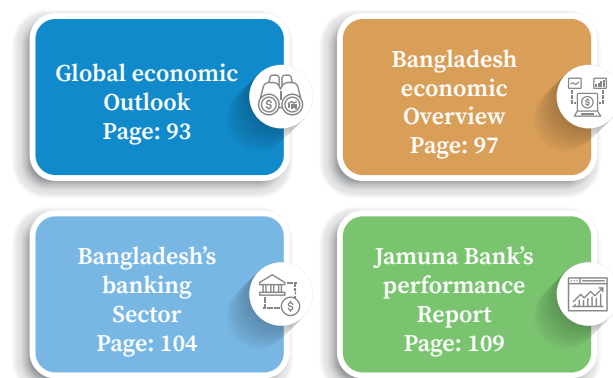 Global economic
Outlook
Page: 93
Bangladesh
economic
Overview
Page: 97
Bangladesh's
banking
Sector
Page: 104
Jamuna Bank's
performance
Report
Page: 109